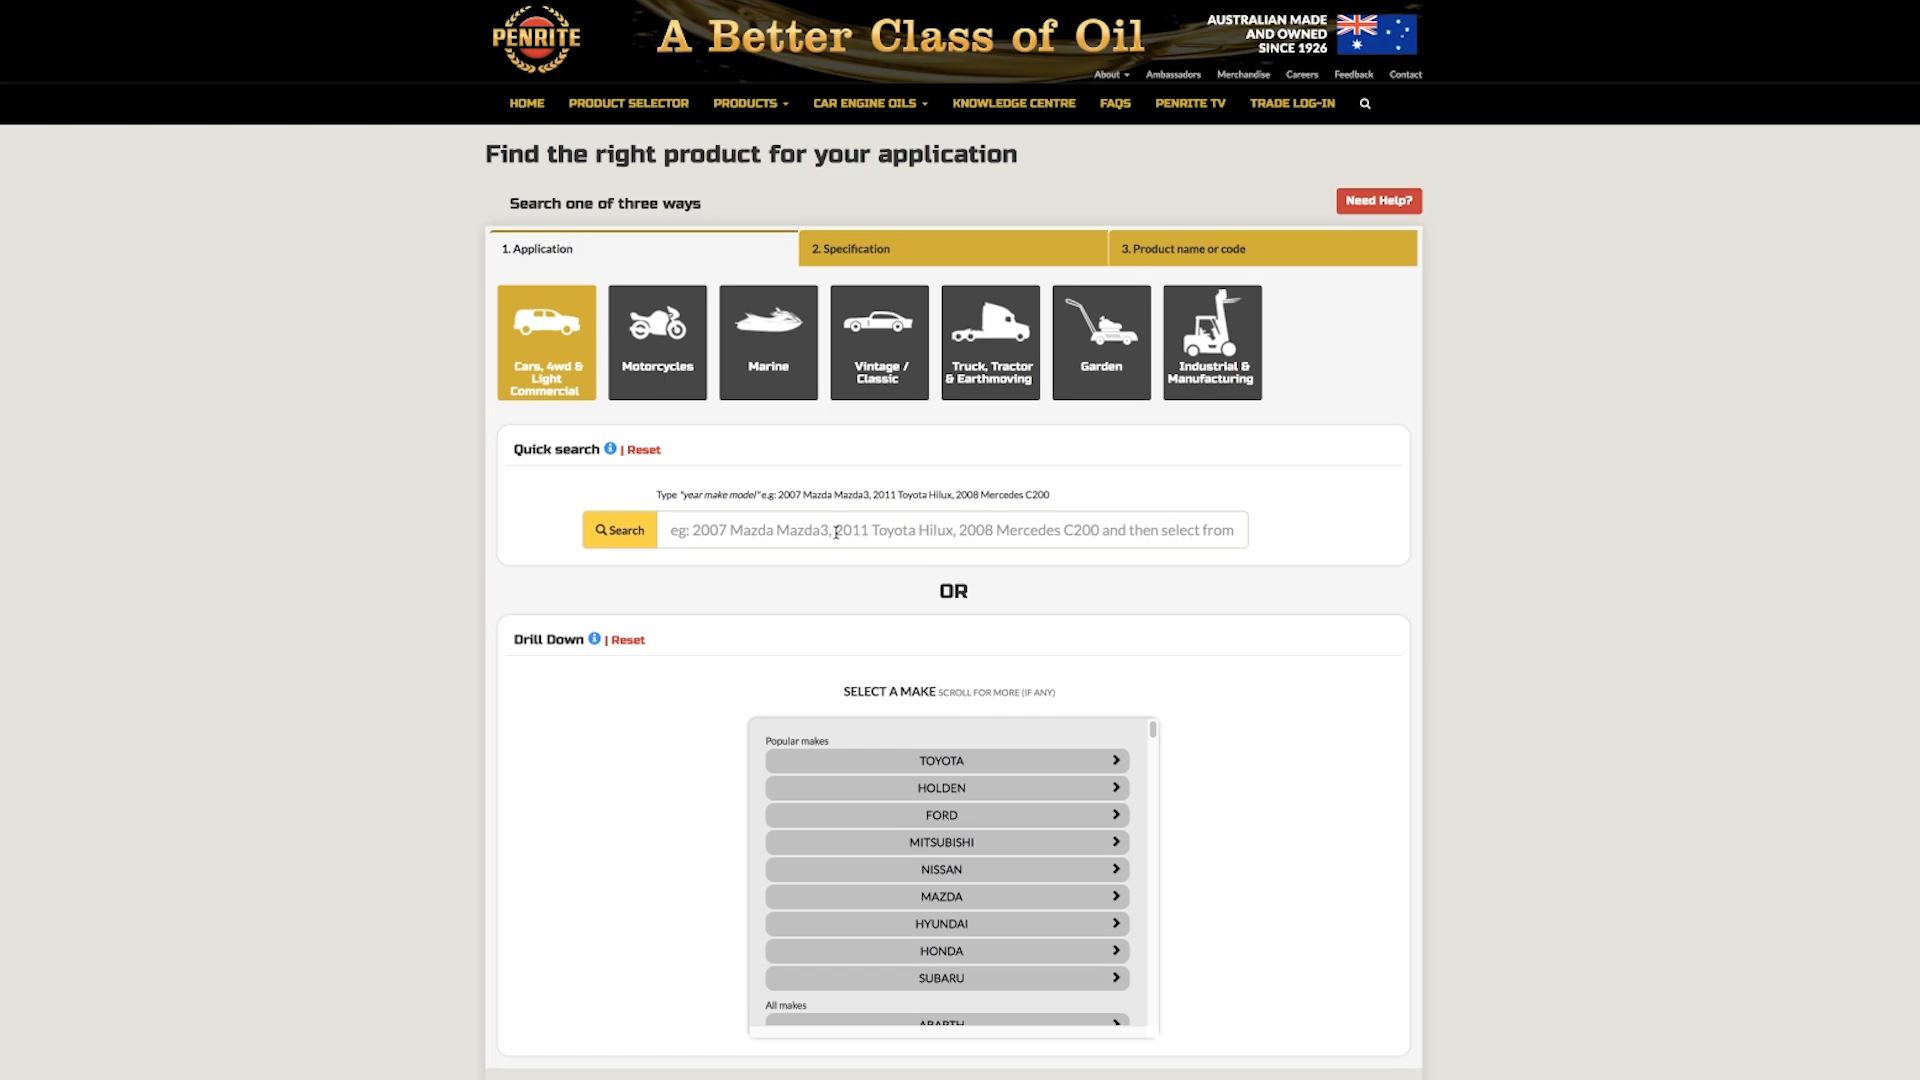 PENRITE
A Better Class of Oil
AUSTRALIAN MADE
AND OWNED
SINCE 1926
About Ambassadors Merchandise Careers Feedback Contact
HOME PRODUCT SELECTOR PRODUCTS CAR ENGINE OILS KNOWLEDGE CENTRE FAQS PENRITE TV TRADE LOG-IN
Find the right product for your application
Search one of three ways
Need Help?
1. Application
2. Specification
3. Product name or code
Cars, 4wd &
Light
Commercial
Motorcycles
Marine
Vintage /
Classic
Truck, Tractor
& Earthmoving
Garden
Industrial &
Manufacturing
Quick search | Reset
Type "year make model" e.g: 2007 Mazda Mazda3, 2011 Toyota Hilux, 2008 Mercedes C200
Search
eg: 2007 Mazda Mazda3, 2011 Toyota Hilux, 2008 Mercedes C200 and then select from
OR
Drill Down | Reset
SELECT A MAKE SCROLL FOR MORE (IF ANY)
Popular makes
TOYOTA
HOLDEN
FORD
MITSUBISHI
NISSAN
MAZDA
HYUNDAI
HONDA
SUBARU
All makes
ABARTH